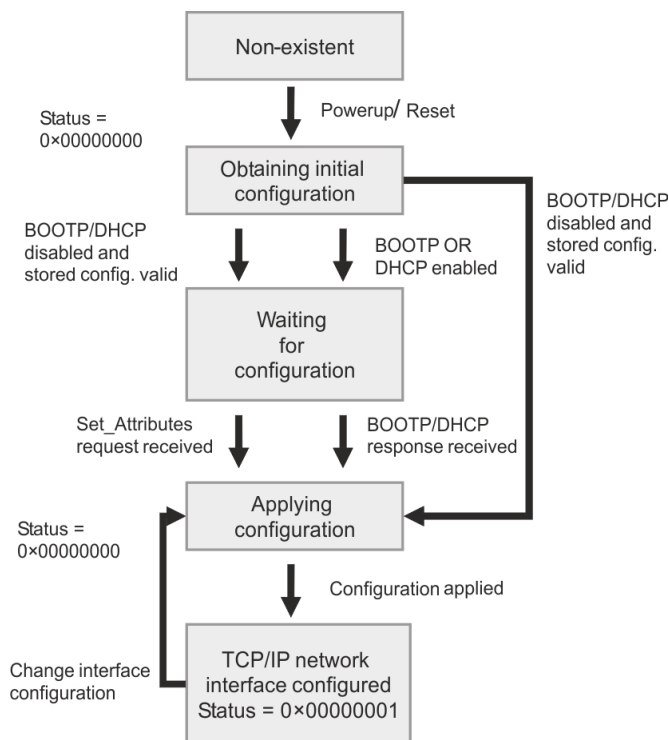 Non-existent
Powerup/ Reset
Status =
0×00000000
Obtaining initial
configuration
BOOTP/DHCP
disabled and
stored config. valid
BOOTP OR
DHCP enabled
BOOTP/DHCP
disabled and
stored config.
valid
Waiting
for
configuration
Set_Attributes
request received
BOOTP/DHCP
response received
Applying
configuration
Status =
0×00000000
Configuration applied
Change interface
configuration
TCP/IP network
interface configured
Status = 0×00000001